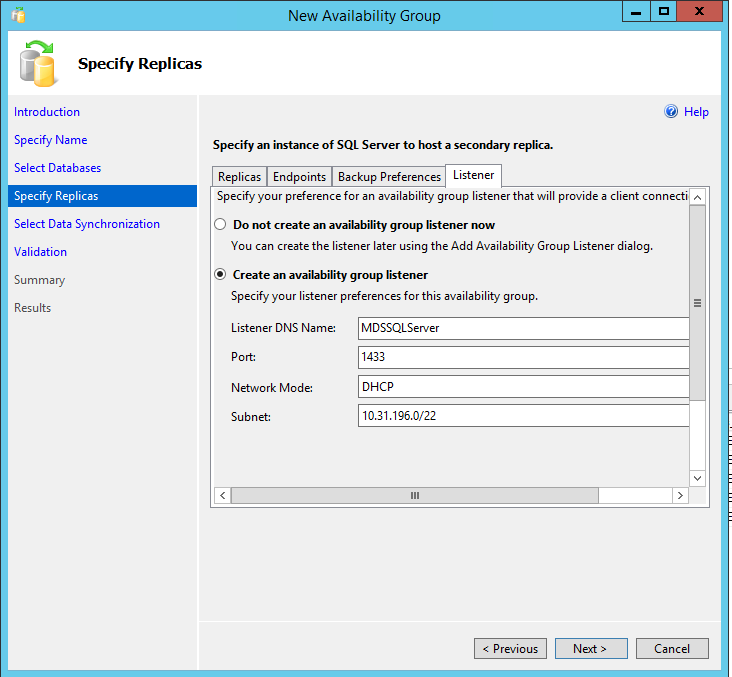 New Availability Group
Specify Replicas
Introduction
Specify Name
Select Databases
Specify Replicas
Select Data Synchronization
Validation
Summary
Results
Help
Specify an instance of SQL Server to host a secondary replica.
Replicas Endpoints Backup Preferences Listener
Specify your preference for an availability group listener that will provide a client connecti
Do not create an availability group listener now
You can create the listener later using the Add Availability Group Listener dialog.
Create an availability group listener
Specify your listener preferences for this availability group.
Listener DNS Name: MDSSQLServer
Port: 1433
Network Mode: DHCP
Subnet: 10.31.196.0/22
< Previous Next > Cancel